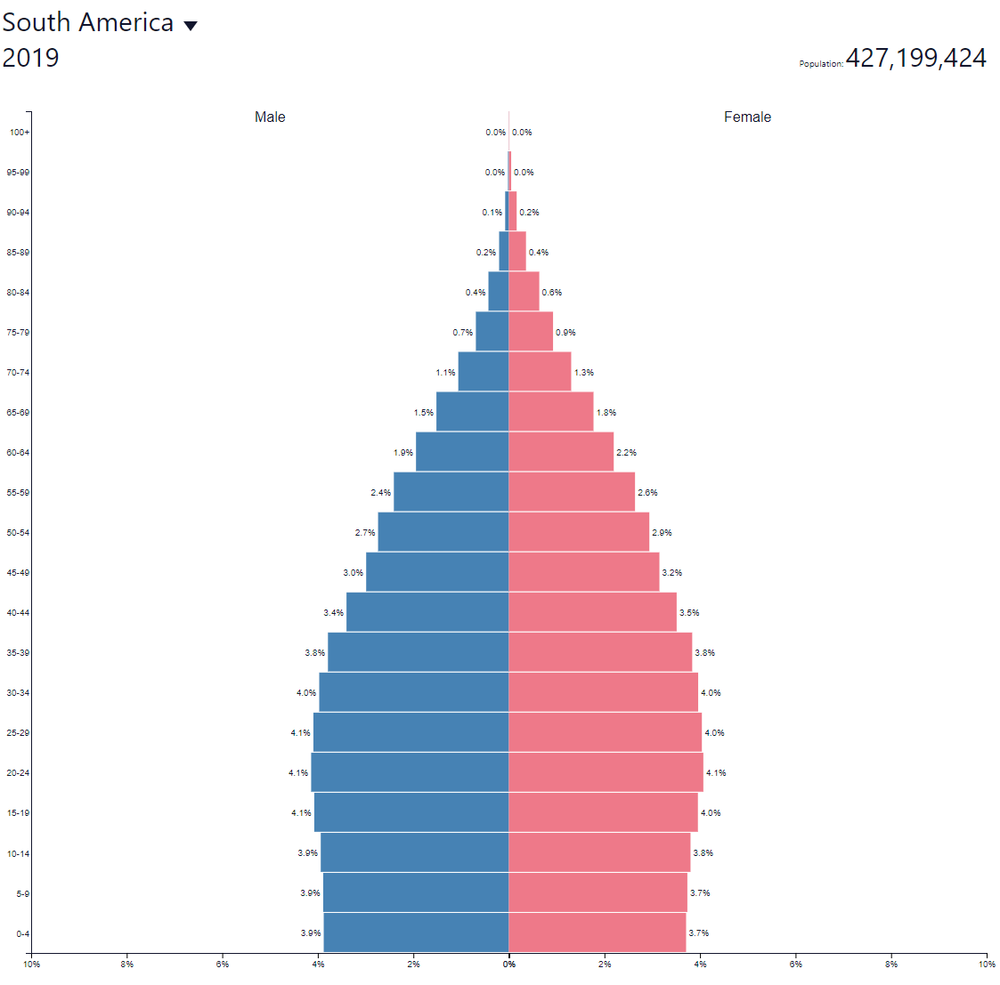 South America
2019
Population: 427,199,424
Male Female
100+ 0.0% 0.0%
95-99 0.0% 0.0%
90-94 0.1% 0.2%
85-89 0.2% 0.4%
80-84 0.4% 0.6%
75-79 0.7% 0.9%
70-74 1.1% 1.3%
65-69 1.5% 1.8%
60-64 1.9% 2.2%
55-59 2.4% 2.6%
50-54 2.7% 2.9%
45-49 3.0% 3.2%
40-44 3.4% 3.5%
35-39 3.8% 3.8%
30-34 4.0% 4.0%
25-29 4.1% 4.0%
20-24 4.1% 4.1%
15-19 4.1% 4.0%
10-14 3.9% 3.8%
5-9 3.9% 3.7%
0-4 3.9% 3.7%
10% 8% 6% 4% 2% 0% 2% 4% 6% 8% 10%